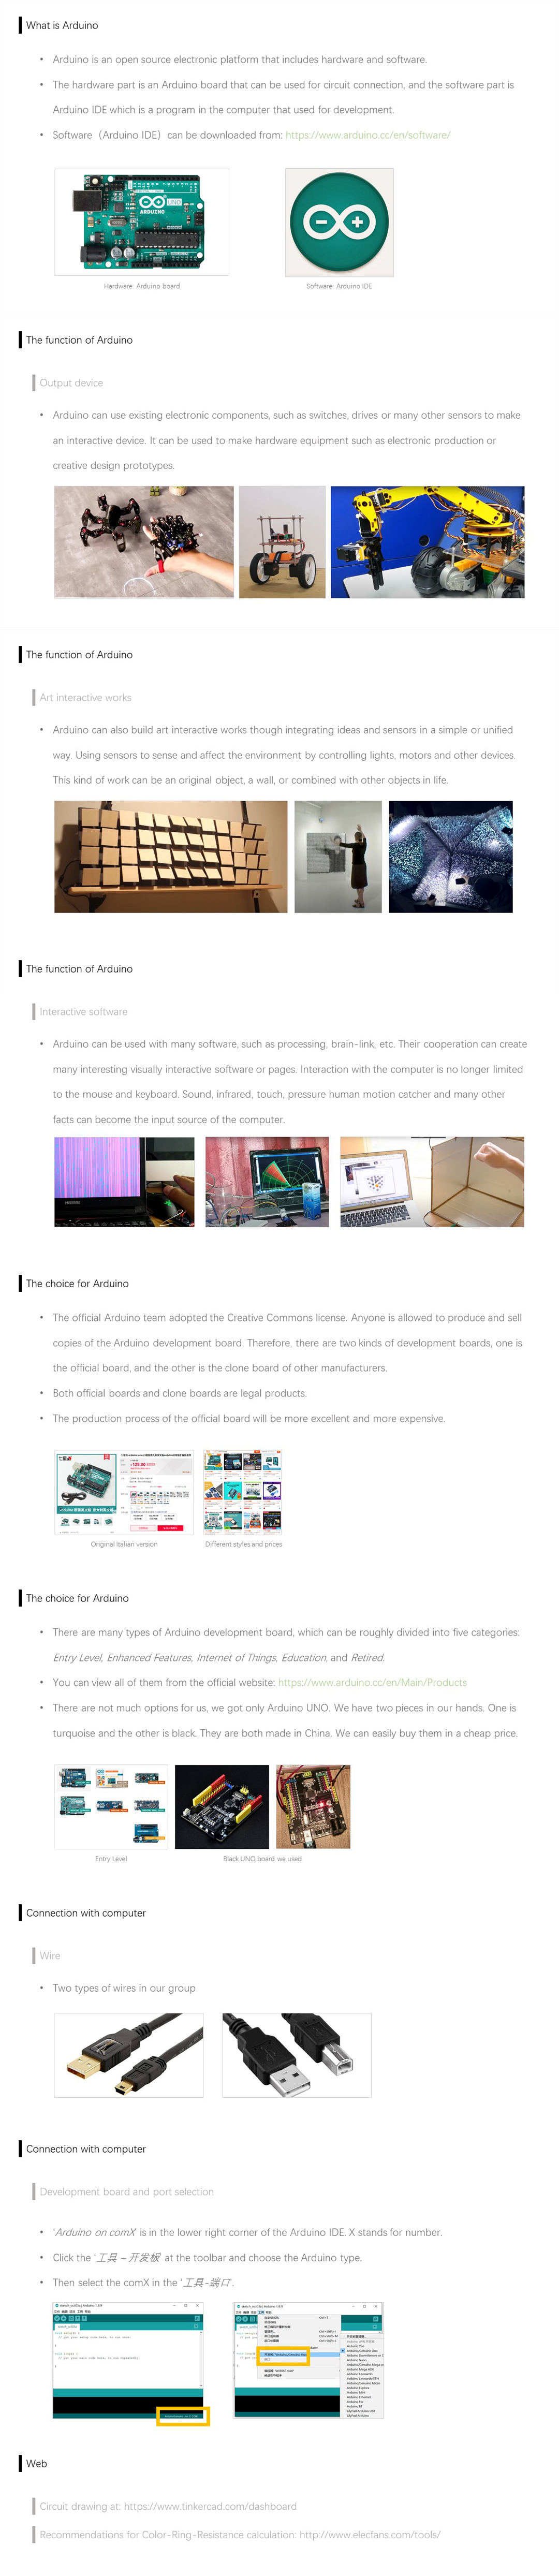 What is Arduino
• Arduino is an open source electronic platform that includes hardware and software.
• The hardware part is an Arduino board that can be used for circuit connection, and the software part is
Arduino IDE which is a program in the computer that used for development.
• Software（Arduino IDE）can be downloaded from: https://www.arduino.cc/en/software/
UNO
ARDUINO
Hardware: Arduino board
Software: Arduino IDE
The function of Arduino
Output device
• Arduino can use existing electronic components, such as switches, drives or many other sensors to make
an interactive device. It can be used to make hardware equipment such as electronic production or
creative design prototypes.
The function of Arduino
Art interactive works
• Arduino can also build art interactive works though integrating ideas and sensors in a simple or unified
way. Using sensors to sense and affect the environment by controlling lights, motors and other devices.
This kind of work can be an original object, a wall, or combined with other objects in life.
The function of Arduino
Interactive software
• Arduino can be used with many software, such as processing, brain-link, etc. Their cooperation can create
many interesting visually interactive software or pages. Interaction with the computer is no longer limited
to the mouse and keyboard. Sound, infrared, touch, pressure human motion catcher and many other
facts can become the input source of the computer.
The choice for Arduino
• The official Arduino team adopted the Creative Commons license. Anyone is allowed to produce and sell
copies of the Arduino development board. Therefore, there are two kinds of development boards, one is
the official board, and the other is the clone board of other manufacturers.
• Both official boards and clone boards are legal products.
• The production process of the official board will be more excellent and more expensive.
Original Italian version
Different styles and prices
The choice for Arduino
• There are many types of Arduino development board, which can be roughly divided into five categories:
Entry Level, Enhanced Features, Internet of Things, Education, and Retired.
• You can view all of them from the official website: https://www.arduino.cc/en/Main/Products
• There are not much options for us, we got only Arduino UNO. We have two pieces in our hands. One is
turquoise and the other is black. They are both made in China. We can easily buy them in a cheap price.
Entry Level
Black UNO board we used
Connection with computer
Wire
• Two types of wires in our group
Connection with computer
Development board and port selection
• 'Arduino on comX' is in the lower right corner of the Arduino IDE. X stands for number.
• Click the '工具 – 开发板' at the toolbar and choose the Arduino type.
• Then select the comX in the '工具-端口'.
Web
Circuit drawing at: https://www.tinkercad.com/dashboard
Recommendations for Color-Ring-Resistance calculation: http://www.elecfans.com/tools/